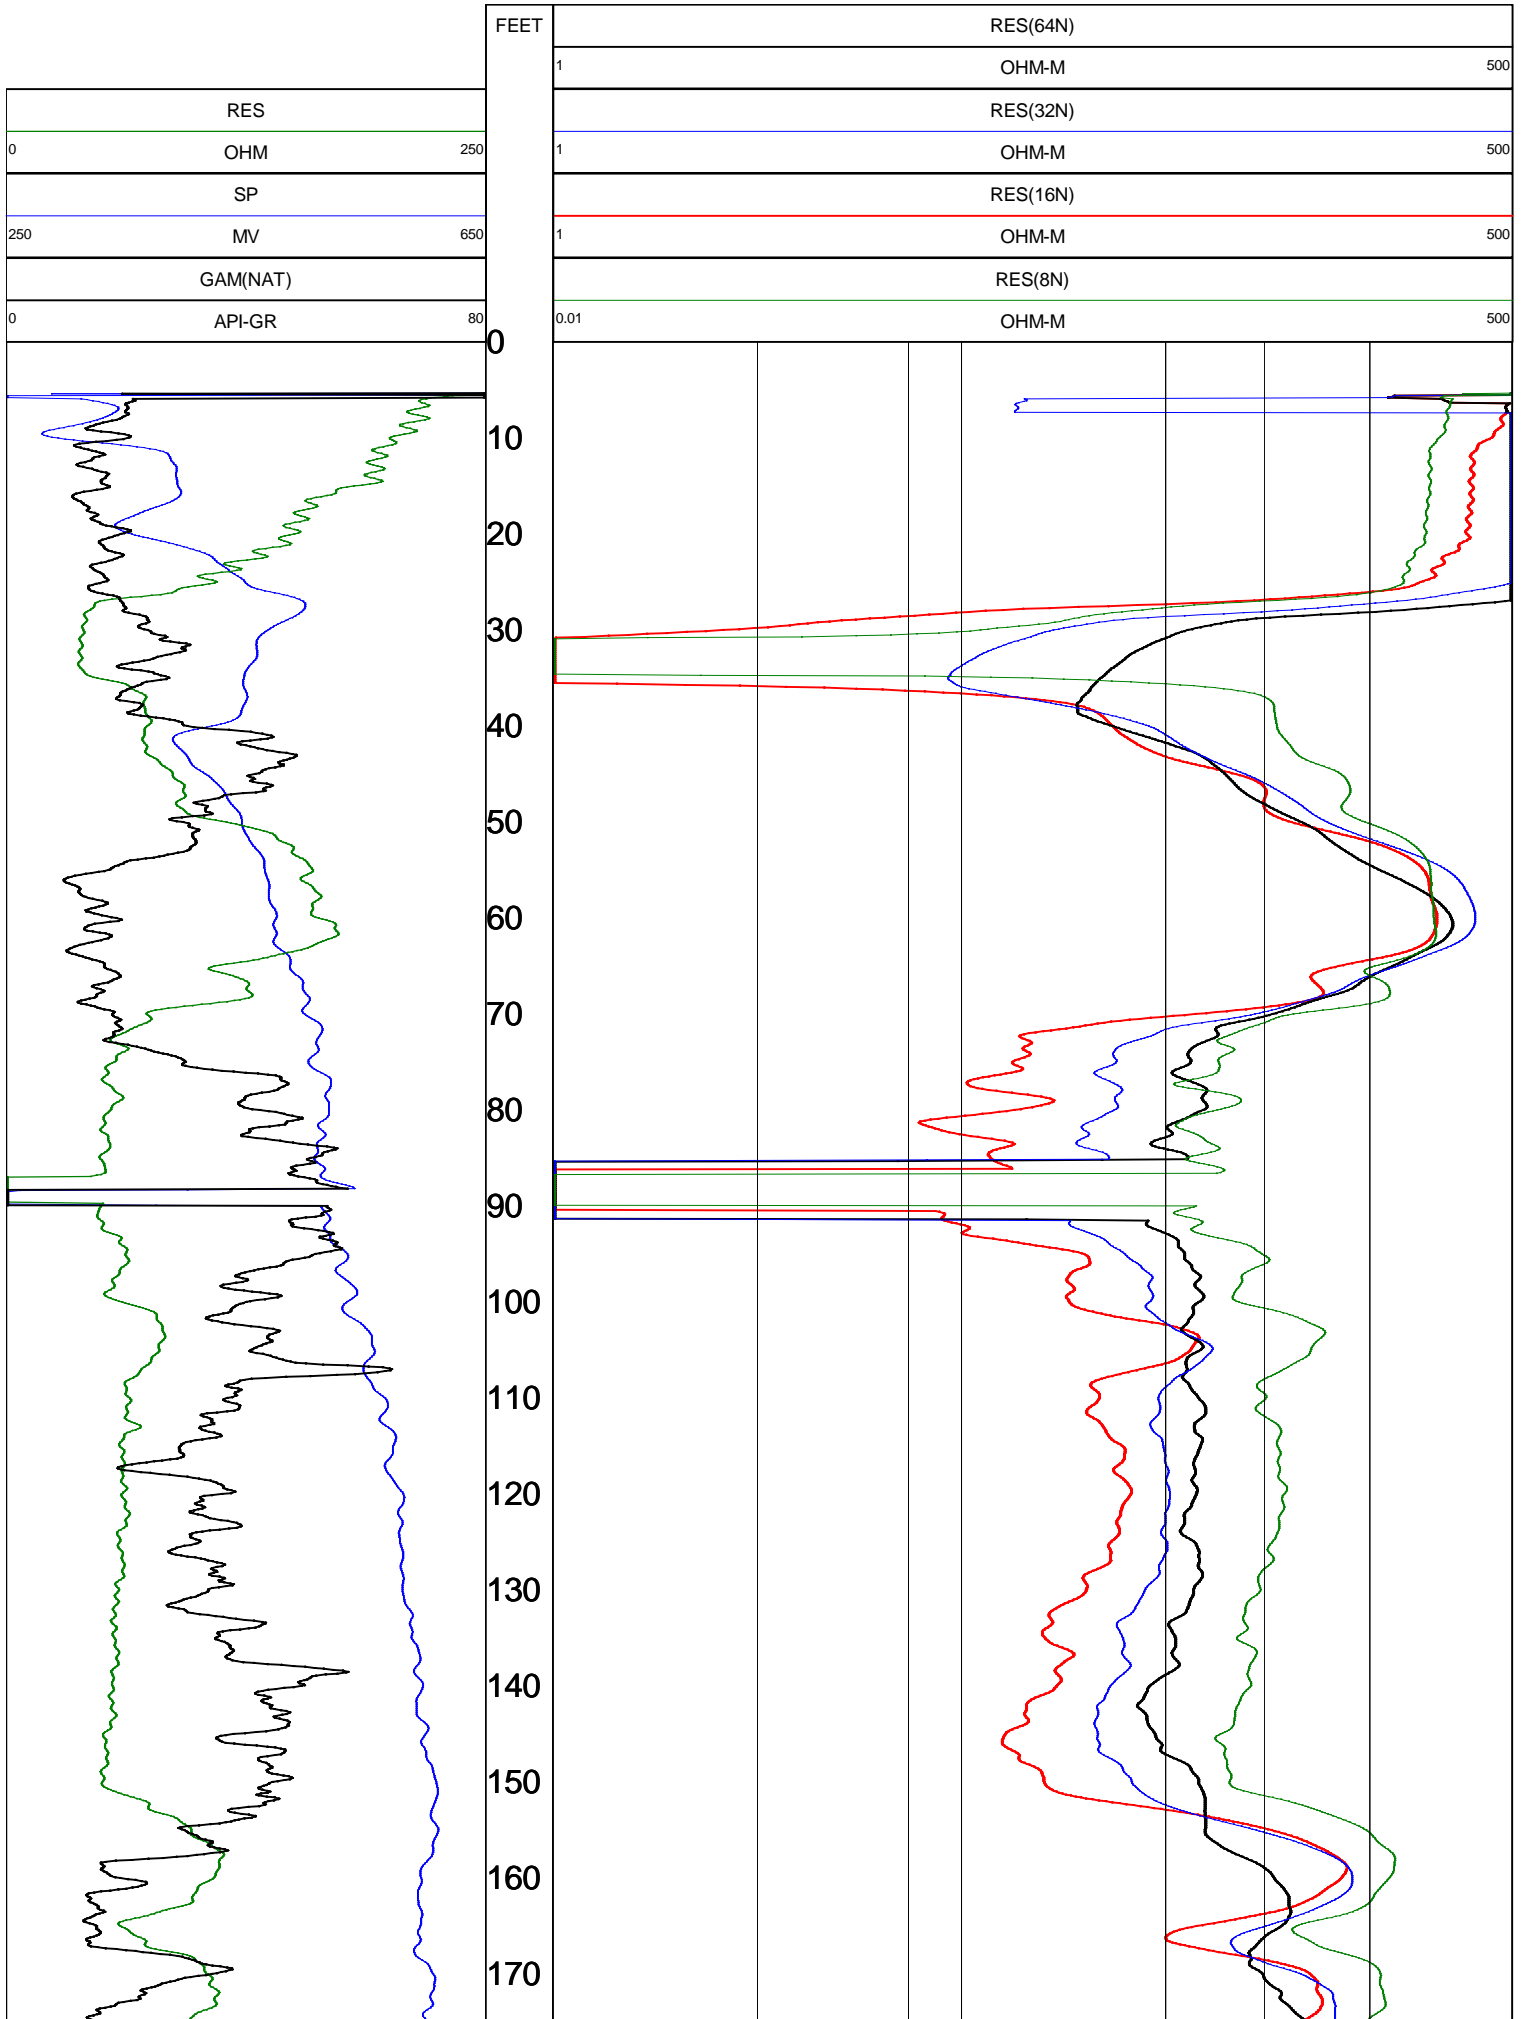 FEET
RES(64N)
1 OHM-M 500
RES
RES(32N)
0 OHM 250
1 OHM-M 500
SP
RES(16N)
250 MV 650
1 OHM-M 500
GAM(NAT)
RES(8N)
0 API-GR 80
0.01 OHM-M 500
0
10
20
30
40
50
60
70
80
90
100
110
120
130
140
150
160
170